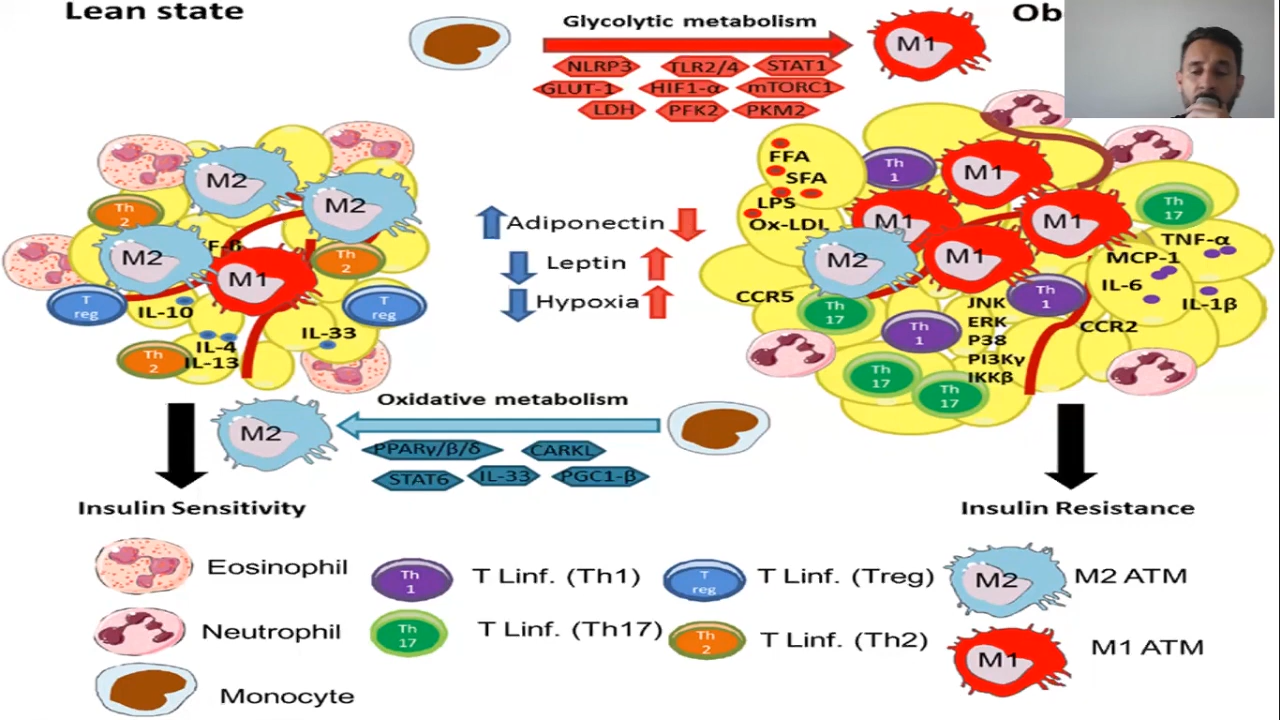 Lean state
Glycolytic metabolism
M1
NLRP3
TLR2/4
STAT1
GLUT-1
HIF1-α
mTORC1
LDH
PFK2
PKM2
M2
M2
Th
2
M2
M1
Th
2
T
reg
IL-10
T
reg
IL-33
IL-4
IL-13
Th
2
Adiponectin
Leptin
Hypoxia
FFA
SFA
LPS
Ox-LDL
Th
1
M1
M1
M1
Th
17
M2
M1
TNF-α
MCP-1
IL-6
IL-1β
CCR5
Th
17
Th
1
Th
1
JNK
ERK
P38
PI3Kγ
IKKβ
CCR2
Th
17
Th
17
Oxidative metabolism
M2
PPARγ/β/δ
CARKL
STAT6
IL-33
PGC1-β
Insulin Sensitivity
Insulin Resistance
Eosinophil
Th
1
T Linf. (Th1)
T
reg
T Linf. (Treg)
M2
M2 ATM
Neutrophil
Th
17
T Linf. (Th17)
Th
2
T Linf. (Th2)
M1
M1 ATM
Monocyte